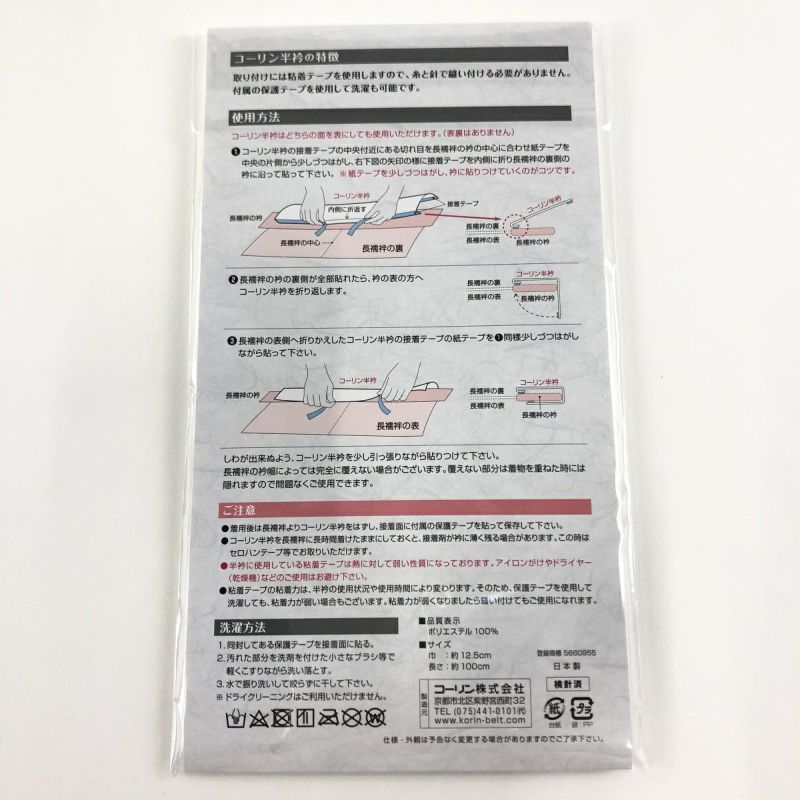 コーリン半衿の特徴
取り付けには粘着テープを使用しますので、糸と針で縫い付ける必要がありません。
付属の保護テープを使用して洗濯も可能です。
使用方法
コーリン半衿はどちらの面を表にしても使用いただけます。(表裏はありません)
❶コーリン半衿の接着テープの中央付近にある切れ目を長襦袢の衿の中心に合わせ紙テープを
中央の片側から少しづつはがし、右下図の矢印の様に接着テープを内側に折り長襦袢の裏側の
衿に沿って貼って下さい。※紙テープを少しづつはがし、衿に貼りつけていくのがコツです。
コーリン半衿
内側に折返す
接着テープ
長襦袢の衿
長襦袢の中心
長襦袢の裏
コーリン半衿
長襦袢の裏
長襦袢の表
長襦袢の衿
❷長襦袢の衿の裏側が全部貼れたら、衿の表の方へ
コーリン半衿を折り返します。
コーリン半衿
長襦袢の裏
長襦袢の表
長襦袢の衿
❸長襦袢の表側へ折りかえしたコーリン半衿の接着テープの紙テープを❶同様少しづつはがし
ながら貼って下さい。
コーリン半衿
長襦袢の衿
長襦袢の表
コーリン半衿
長襦袢の裏
長襦袢の表
長襦袢の衿
しわが出来ぬよう、コーリン半衿を少し引っ張りながら貼りつけて下さい。
長襦袢の衿幅によっては完全に覆えない場合がございます。覆えない部分は着物を重ねた時には
隠れますので問題なくご使用できます。
ご注意
●着用後は長襦袢よりコーリン半衿をはずし、接着面に付属の保護テープを貼って保存して下さい。
●コーリン半衿を長襦袢に長時間着けたままにしておくと、接着剤が衿に薄く残る場合があります。この時は
セロハンテープ等でお取りいただけます。
●半衿に使用している粘着テープは熱に対して弱い性質になっております。アイロンがけやドライヤー
(乾燥機)などのご使用はお避け下さい。
●粘着テープの粘着力は、半衿の使用状況や使用時間により変わります。そのため、保護テープを使用して
洗濯しても、粘着力が弱い場合もございます。粘着力が弱くなりましたら縫い付けてもご使用になれます。
洗濯方法
1.同封してある保護テープを接着面に貼る。
2.汚れた部分を洗剤を付けた小さなブラシ等で
軽くこすりながら洗い落とす。
3.水で振り洗いして絞らずに干して下さい。
※ドライクリーニングはご利用いただけません。
■品質表示
ポリエステル100%
■サイズ
巾:約12.5cm
長さ:約100cm
登録商標 5660955
日本製
検針済
製造元
コーリン株式会社
京都市北区紫野宮西町32
TEL (075)441-0101㈹
www.korin-belt.com
紙
台紙
プラ
袋:PP
仕様・外観は予告なく変更する場合がありますのでご了承下さい。